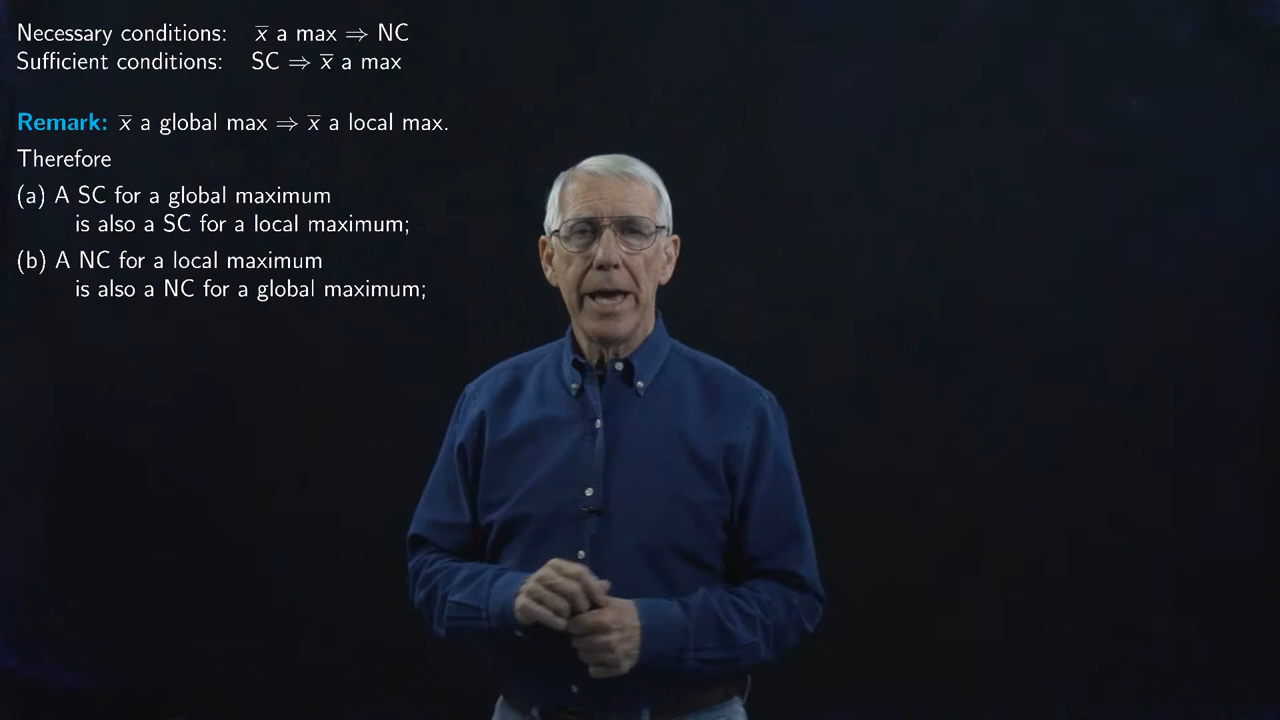 Necessary conditions: x̅ a max ⇒ NC
Sufficient conditions: SC ⇒ x̅ a max
Remark: x̅ a global max ⇒ x̅ a local max.
Therefore
(a) A SC for a global maximum
is also a SC for a local maximum;
(b) A NC for a local maximum
is also a NC for a global maximum;